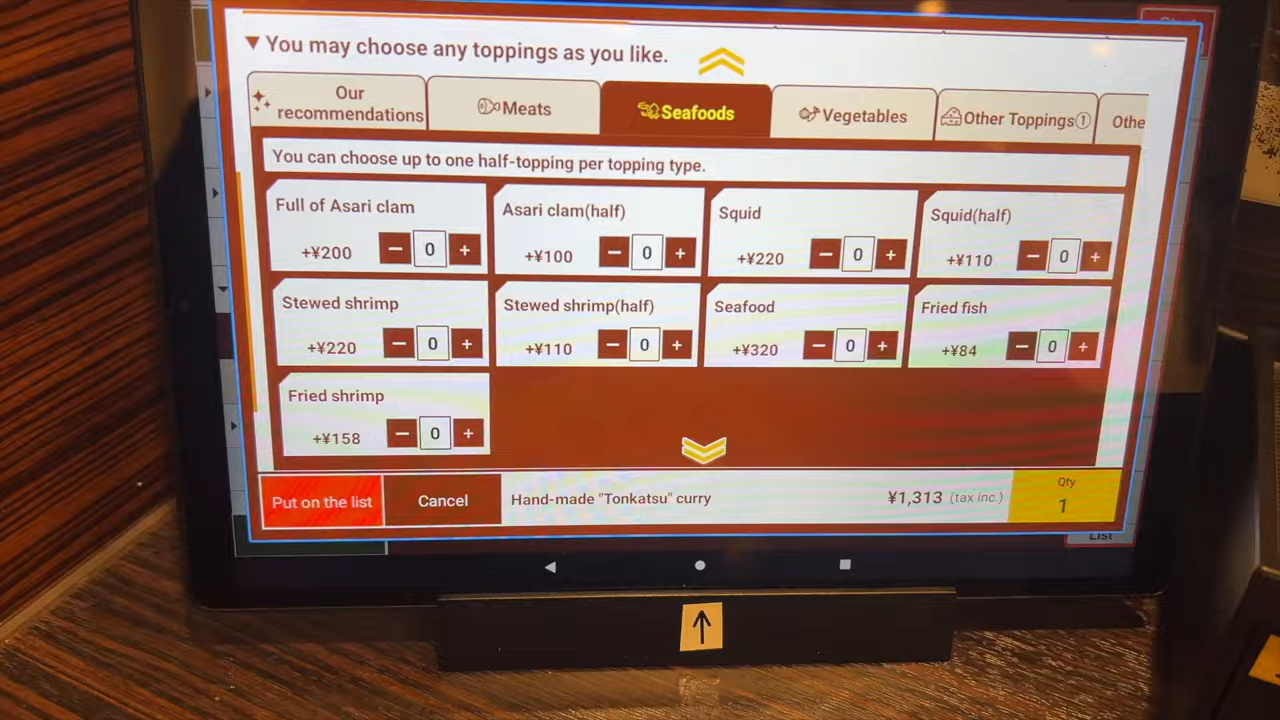 ▼ You may choose any toppings as you like.
Our
recommendations
Meats
Seafoods
Vegetables
Other Toppings①
Othe
You can choose up to one half-topping per topping type.
Full of Asari clam
+¥200
− 0 +
Asari clam(half)
+¥100
− 0 +
Squid
+¥220
− 0 +
Squid(half)
+¥110
− 0 +
Stewed shrimp
+¥220
− 0 +
Stewed shrimp(half)
+¥110
− 0 +
Seafood
+¥320
− 0 +
Fried fish
+¥84
− 0 +
Fried shrimp
+¥158
− 0 +
Put on the list
Cancel
Hand-made "Tonkatsu" curry
¥1,313 (tax inc.)
Qty
1
List